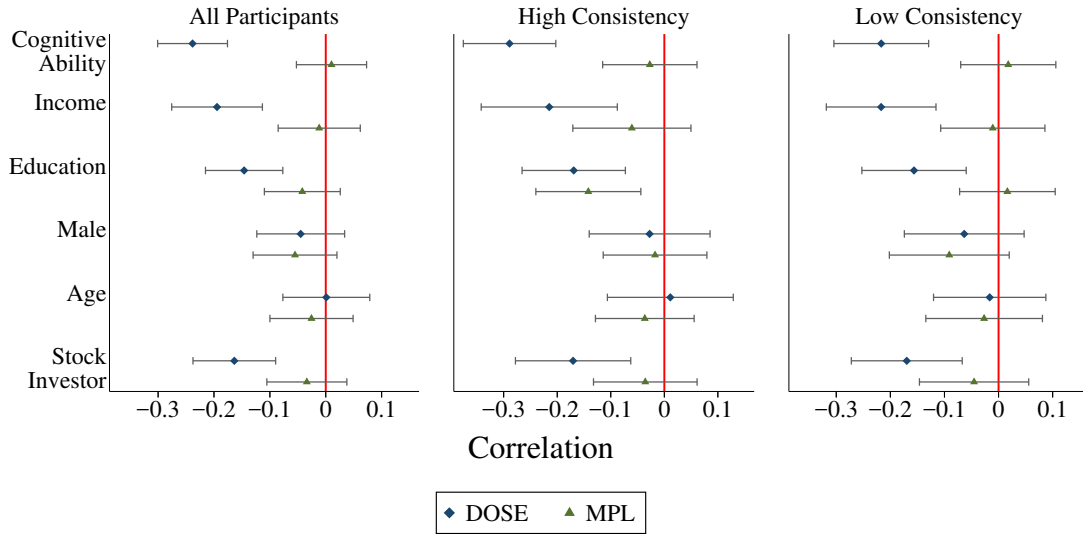 All Participants
High Consistency
Low Consistency
Cognitive
Ability
Income
Education
Male
Age
Stock
Investor
−0.3 −0.2 −0.1 0 0.1
−0.3 −0.2 −0.1 0 0.1
−0.3 −0.2 −0.1 0 0.1
Correlation
DOSE MPL